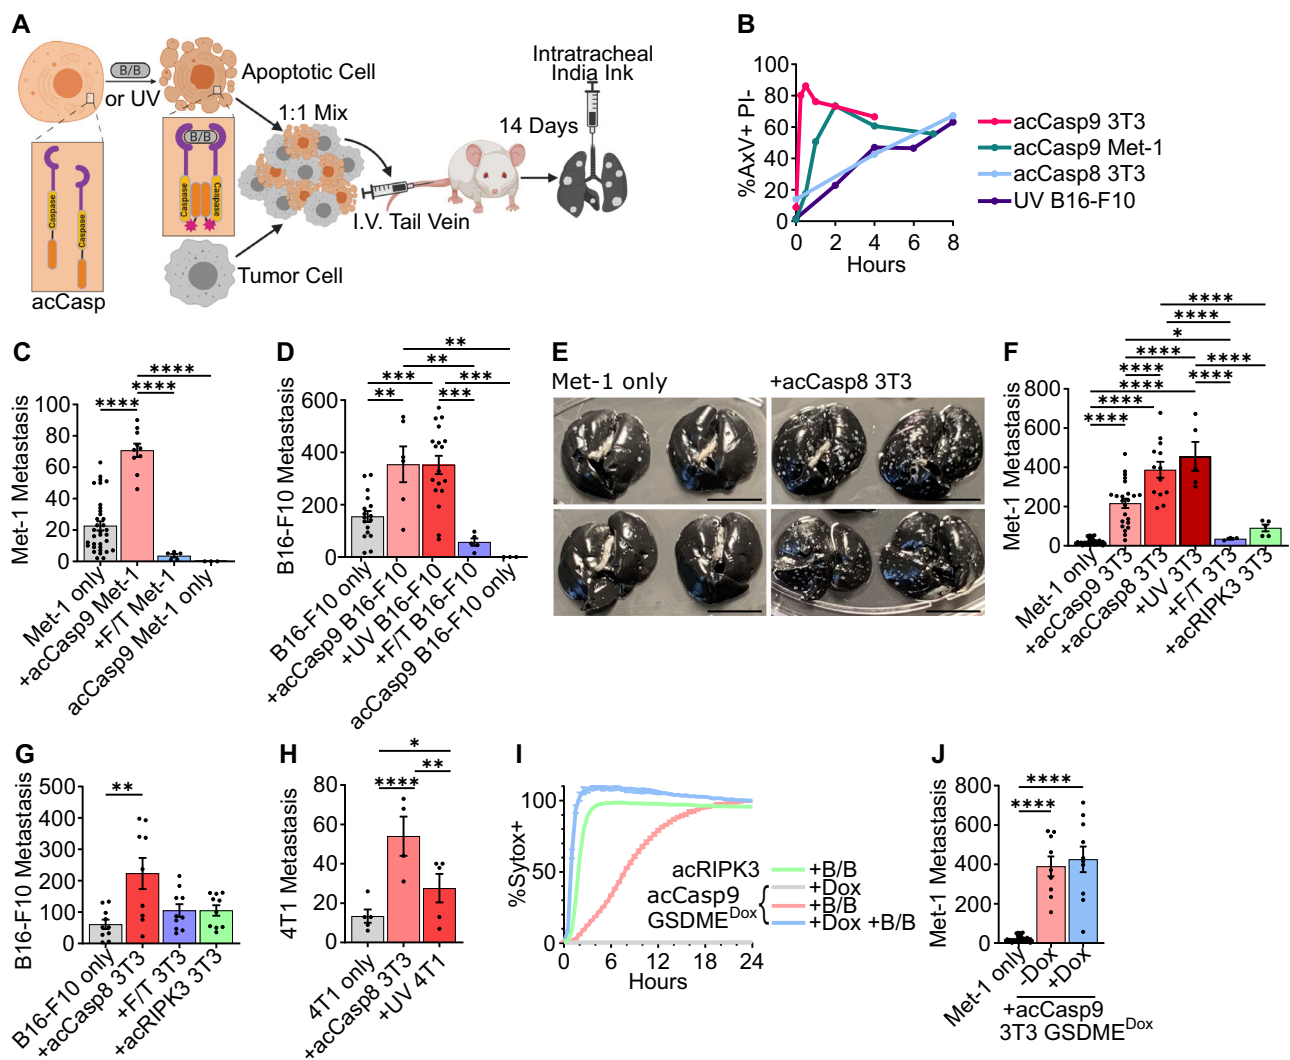 A
B/B
or UV
Apoptotic Cell
1:1 Mix
Caspase
Caspase
acCasp
B/B
Caspase
Caspase
Tumor Cell
I.V. Tail Vein
14 Days
Intratracheal
India Ink
B
%AxV+ PI-
100
80
60
40
20
0
0 2 4 6 8
Hours
acCasp9 3T3
acCasp9 Met-1
acCasp8 3T3
UV B16-F10
C
Met-1 Metastasis
100
80
60
40
20
0
****
****
****
Met-1 only
+acCasp9 Met-1
+F/T Met-1
acCasp9 Met-1 only
D
B16-F10 Metastasis
600
400
200
0
**
**
*** ***
** ***
B16-F10 only
+acCasp9 B16-F10
+UV B16-F10
+F/T B16-F10
acCasp9 B16-F10 only
E
Met-1 only +acCasp8 3T3
F
Met-1 Metastasis
800
600
400
200
0
****
****
*
****
**** ****
**** ****
****
****
Met-1 only
+acCasp9 3T3
+acCasp8 3T3
+UV 3T3
+F/T 3T3
+acRIPK3 3T3
G
B16-F10 Metastasis
500
400
300
200
100
0
**
B16-F10 only
+acCasp8 3T3
+F/T 3T3
+acRIPK3 3T3
H
4T1 Metastasis
80
60
40
20
0
*
**
****
4T1 only
+acCasp8 3T3
+UV 4T1
I
%Sytox+
100
50
0
0 6 12 18 24
Hours
acRIPK3 +B/B
acCasp9
GSDME^Dox
+Dox
+B/B
+Dox +B/B
J
Met-1 Metastasis
800
600
400
200
0
****
****
Met-1 only
-Dox
+Dox
+acCasp9
3T3 GSDME^Dox